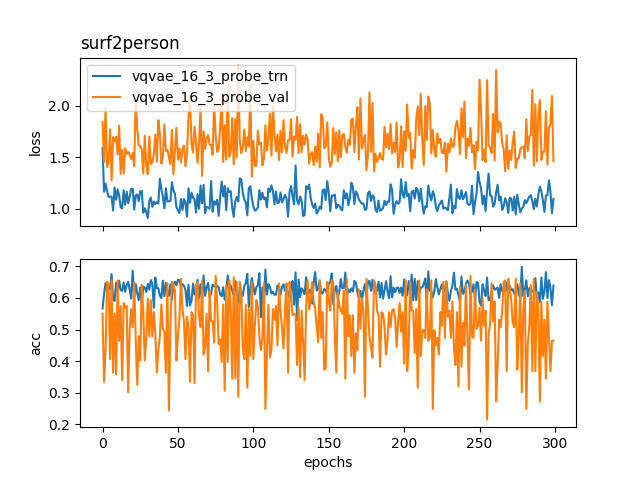 surf2person
vqvae_16_3_probe_trn
vqvae_16_3_probe_val
loss
2.0
1.5
1.0
acc
0.7
0.6
0.5
0.4
0.3
0.2
0 50 100 150 200 250 300
epochs